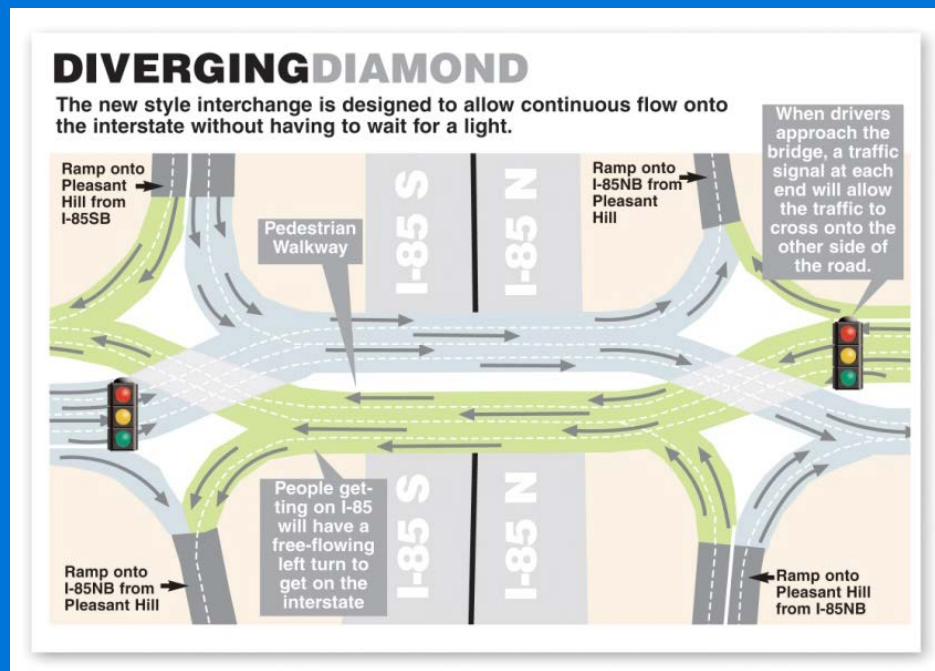 DIVERGINGDIAMOND
The new style interchange is designed to allow continuous flow onto
the interstate without having to wait for a light.
When drivers
approach the
bridge, a traffic
signal at each
end will allow
the traffic to
cross onto the
other side of
the road.
Ramp onto
Pleasant
Hill from
I-85SB
Pedestrian
Walkway
I-85 S
I-85 N
Ramp onto
I-85NB from
Pleasant
Hill
People get-
ting on I-85
will have a
free-flowing
left turn to
get on the
interstate
I-85 S
I-85 N
Ramp onto
I-85NB from
Pleasant Hill
Ramp onto
Pleasant Hill
from I-85NB